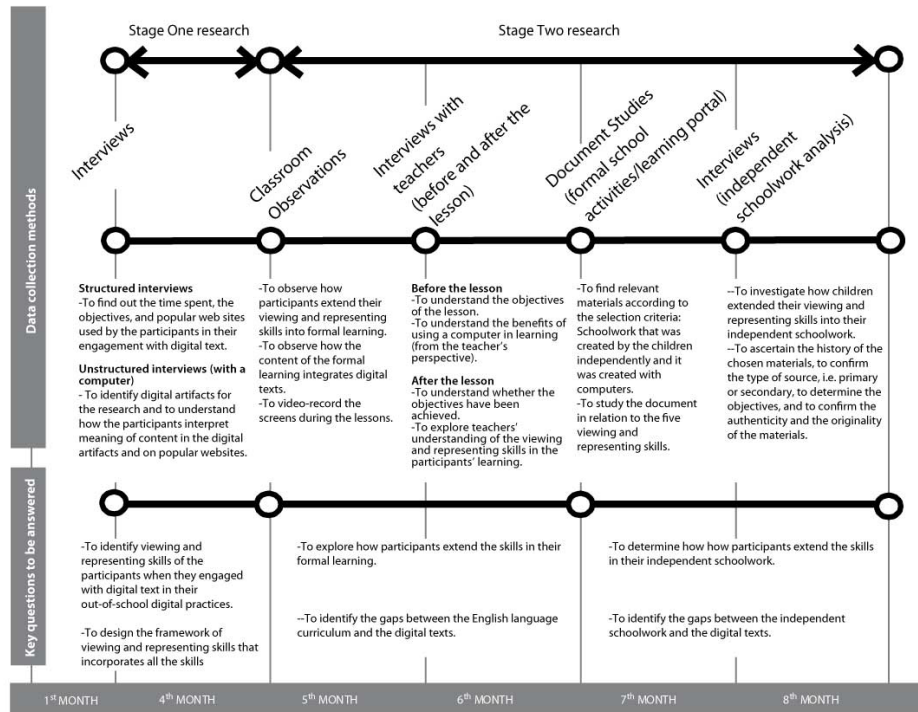 Stage One research
Stage Two research
Data collection methods
Interviews
Classroom
Observations
Interviews with
teachers
(before and after the
lesson)
Document Studies
(formal school
activities/learning portal)
Interviews
(independent
schoolwork analysis)
Structured interviews
-To find out the time spent, the
objectives, and popular web sites
used by the participants in their
engagement with digital text.
Unstructured interviews (with a
computer)
- To identify digital artifacts for
the research and to understand
how the participants interpret
meaning of content in the digital
artifacts and on popular websites.
-To observe how
participants extend their
viewing and representing
skills into formal learning.
-To observe how the
content of the formal
learning integrates digital
texts.
-To video-record the
screens during the lessons.
Before the lesson
-To understand the objectives
of the lesson.
-To understand the benefits of
using a computer in learning
(from the teacher's
perspective).
After the lesson
-To understand whether the
objectives have been
achieved.
-To explore teachers'
understanding of the viewing
and representing skills in the
participants' learning.
-To find relevant
materials according to
the selection criteria:
Schoolwork that was
created by the children
independently and it
was created with
computers.
-To study the document
in relation to the five
viewing and
representing skills.
--To investigate how children
extended their viewing and
representing skills into their
independent schoolwork.
--To ascertain the history of the
chosen materials, to confirm
the type of source, i.e. primary
or secondary, to determine the
objectives, and to confirm the
authenticity and the originality
of the materials.
Key questions to be answered
-To identify viewing and
representing skills of the
participants when they engaged
with digital text in their
out-of-school digital practices.
-To design the framework of
viewing and representing skills that
incorporates all the skills
-To explore how participants extend the skills in their
formal learning.
--To identify the gaps between the English language
curriculum and the digital texts.
-To determine how how participants extend the skills
in their independent schoolwork.
-To identify the gaps between the independent
schoolwork and the digital texts.
1st MONTH
4th MONTH
5th MONTH
6th MONTH
7th MONTH
8th MONTH